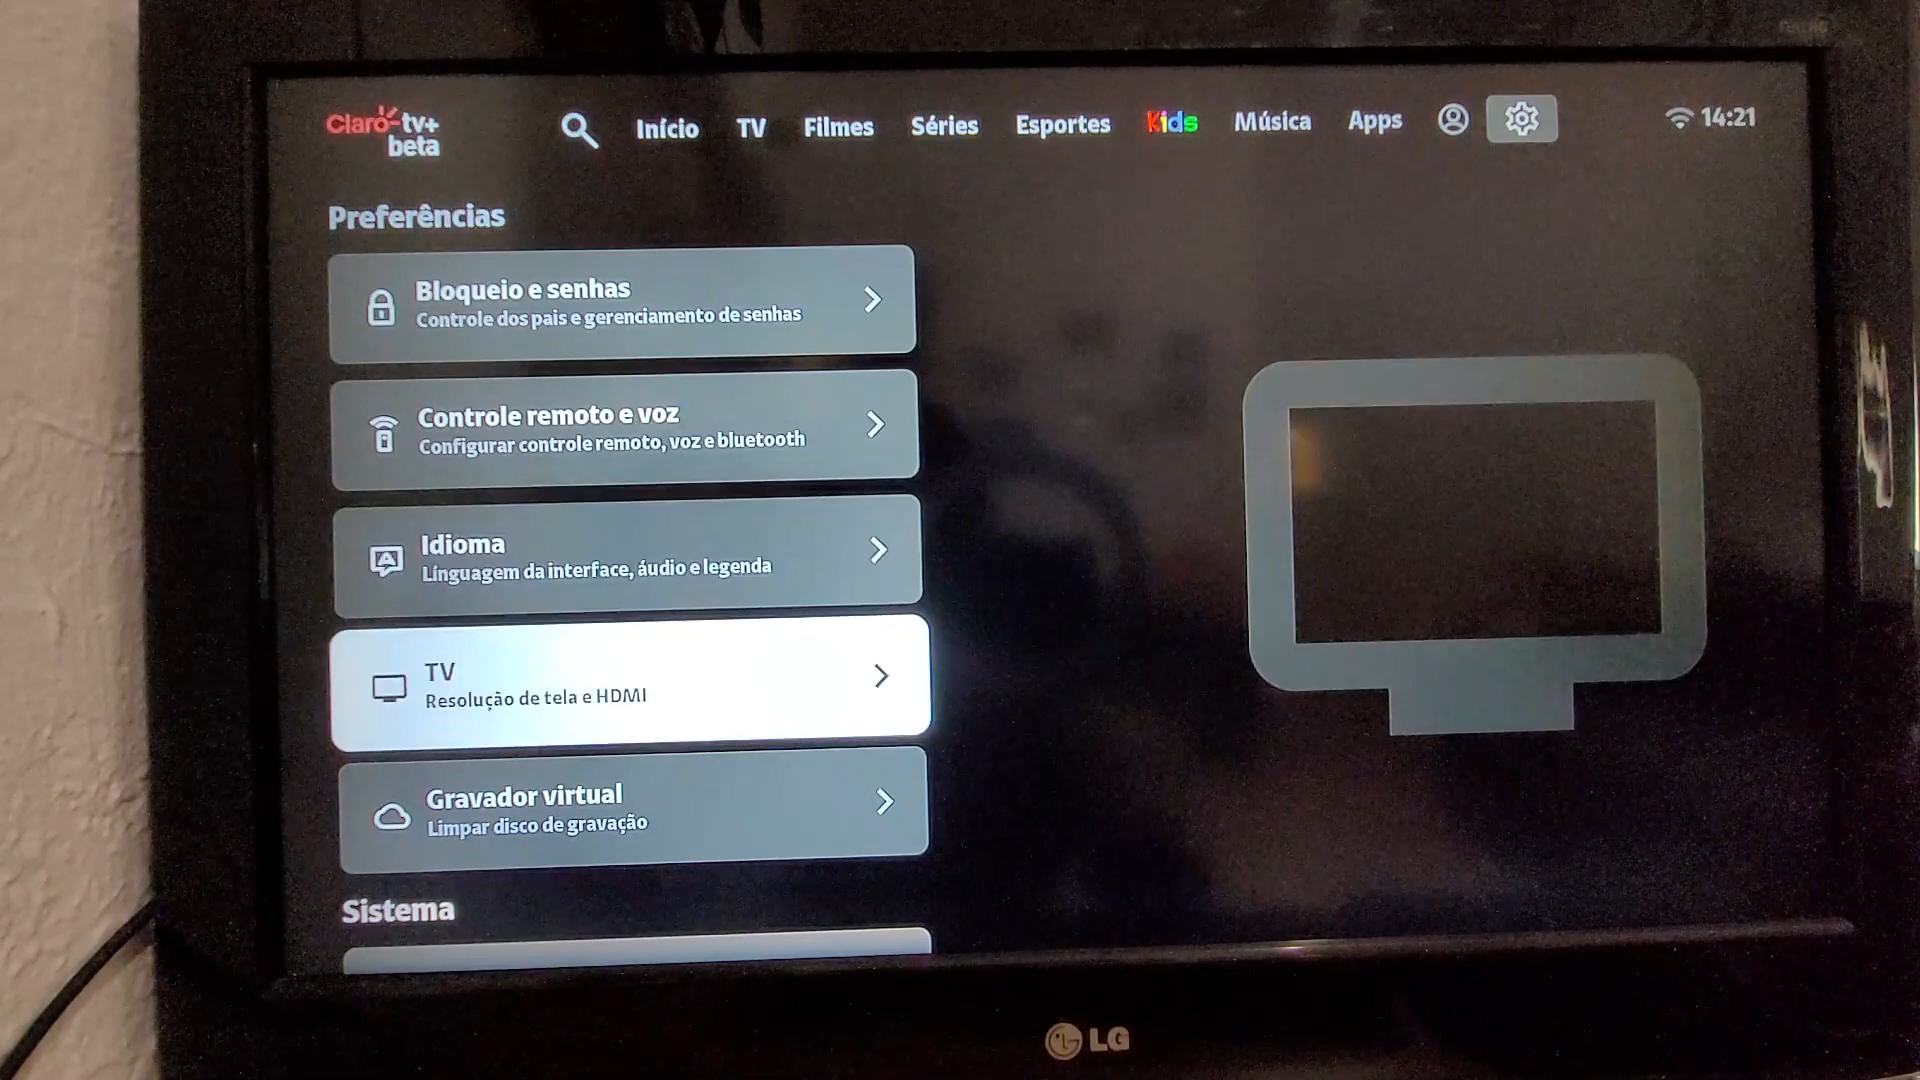 Claro-tv+
beta
Início
TV
Filmes
Séries
Esportes
Kids
Música
Apps
14:21
Preferências
Bloqueio e senhas
Controle dos pais e gerenciamento de senhas
Controle remoto e voz
Configurar controle remoto, voz e bluetooth
Idioma
Linguagem da interface, áudio e legenda
TV
Resolução de tela e HDMI
Gravador virtual
Limpar disco de gravação
Sistema
LG